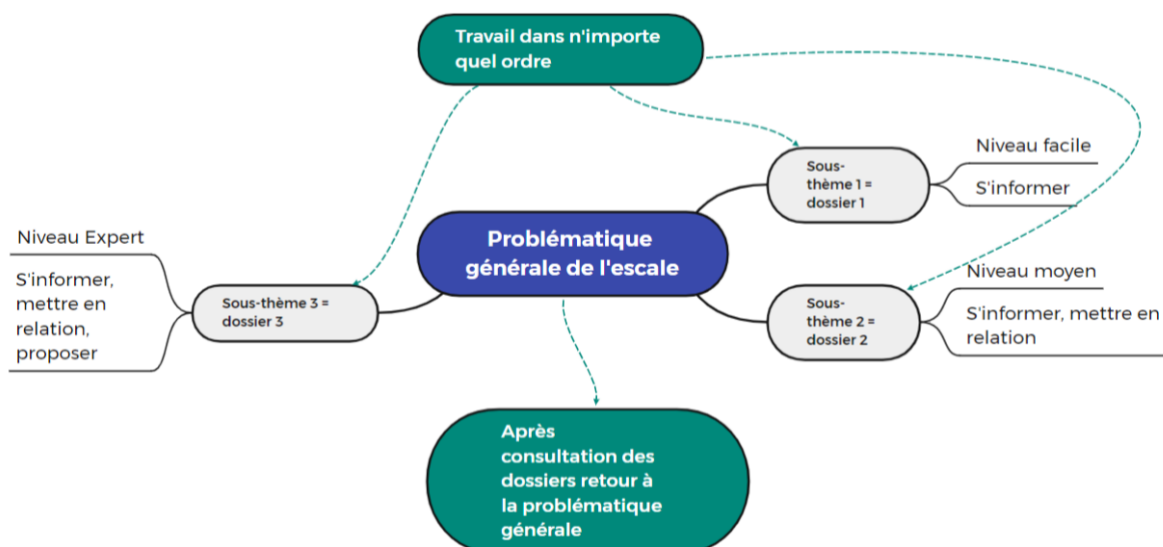 Travail dans n'importe
quel ordre
Sous-
thème 1 =
dossier 1
Niveau facile
S'informer
Problématique
générale de l'escale
Niveau Expert
S'informer,
mettre en
relation,
proposer
Sous-thème 3 =
dossier 3
Sous-
thème 2 =
dossier 2
Niveau moyen
S'informer, mettre en
relation
Après
consultation des
dossiers retour à
la problématique
générale